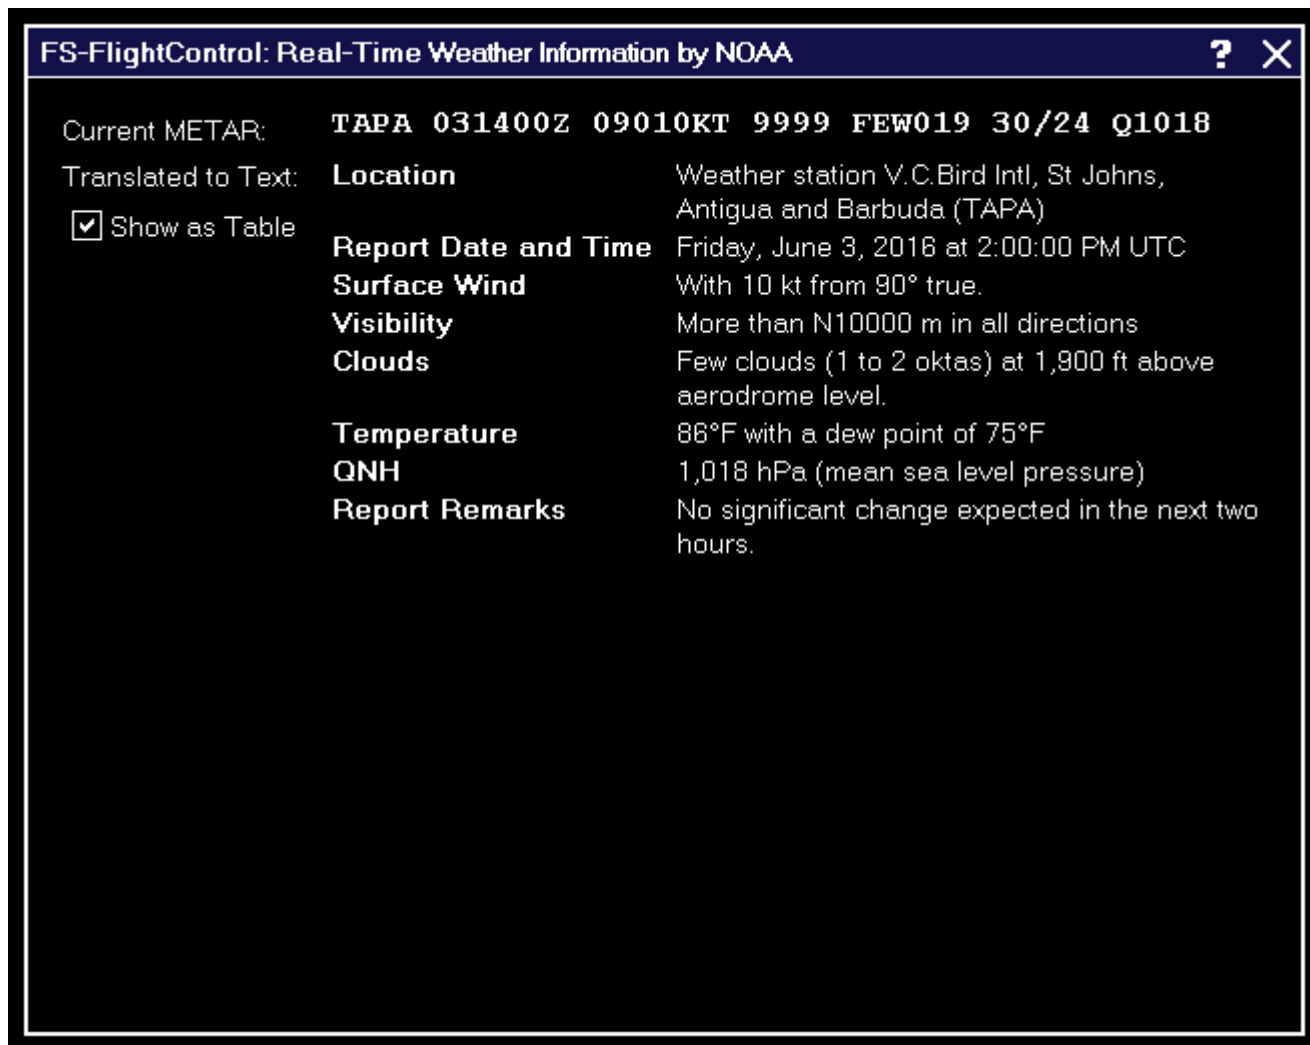 FS-FlightControl: Real-Time Weather Information by NOAA ? X
Current METAR: TAPA 031400Z 09010KT 9999 FEW019 30/24 Q1018
Translated to Text: Location Weather station V.C.Bird Intl, St Johns,
Antigua and Barbuda (TAPA)
Show as Table
Report Date and Time Friday, June 3, 2016 at 2:00:00 PM UTC
Surface Wind With 10 kt from 90° true.
Visibility More than N10000 m in all directions
Clouds Few clouds (1 to 2 oktas) at 1,900 ft above
aerodrome level.
Temperature 86°F with a dew point of 75°F
QNH 1,018 hPa (mean sea level pressure)
Report Remarks No significant change expected in the next two
hours.